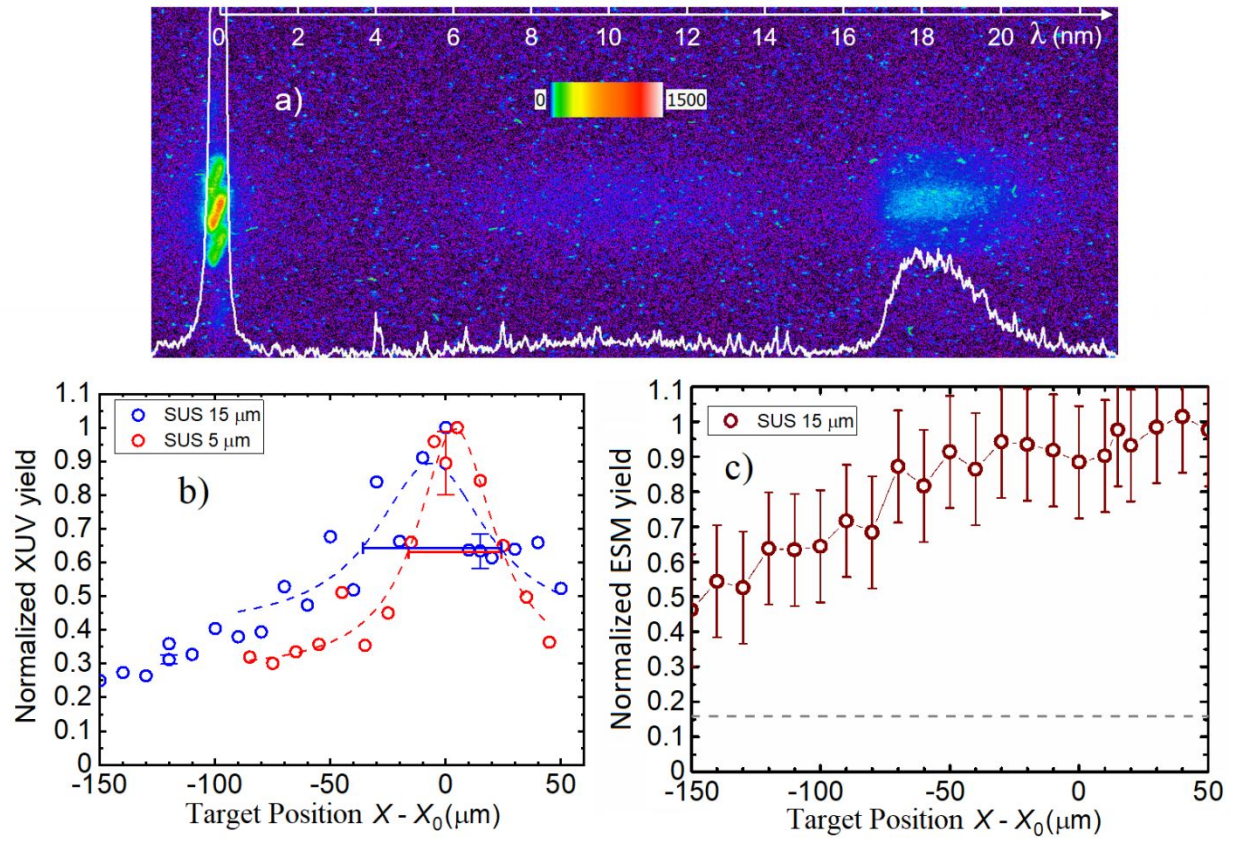 0 2 4 6 8 10 12 14 16 18 20 λ (nm)
a)
0 1500
1.1
1
0.9
0.8
0.7
0.6
0.5
0.4
0.3
0.2
0.1
0
Normalized XUV yield
SUS 15 μm
SUS 5 μm
b)
-150 -100 -50 0 50
Target Position X - X₀(μm)
1.1
1
0.9
0.8
0.7
0.6
0.5
0.4
0.3
0.2
0.1
0
Normalized ESM yield
SUS 15 μm
c)
-150 -100 -50 0 50
Target Position X - X₀(μm)